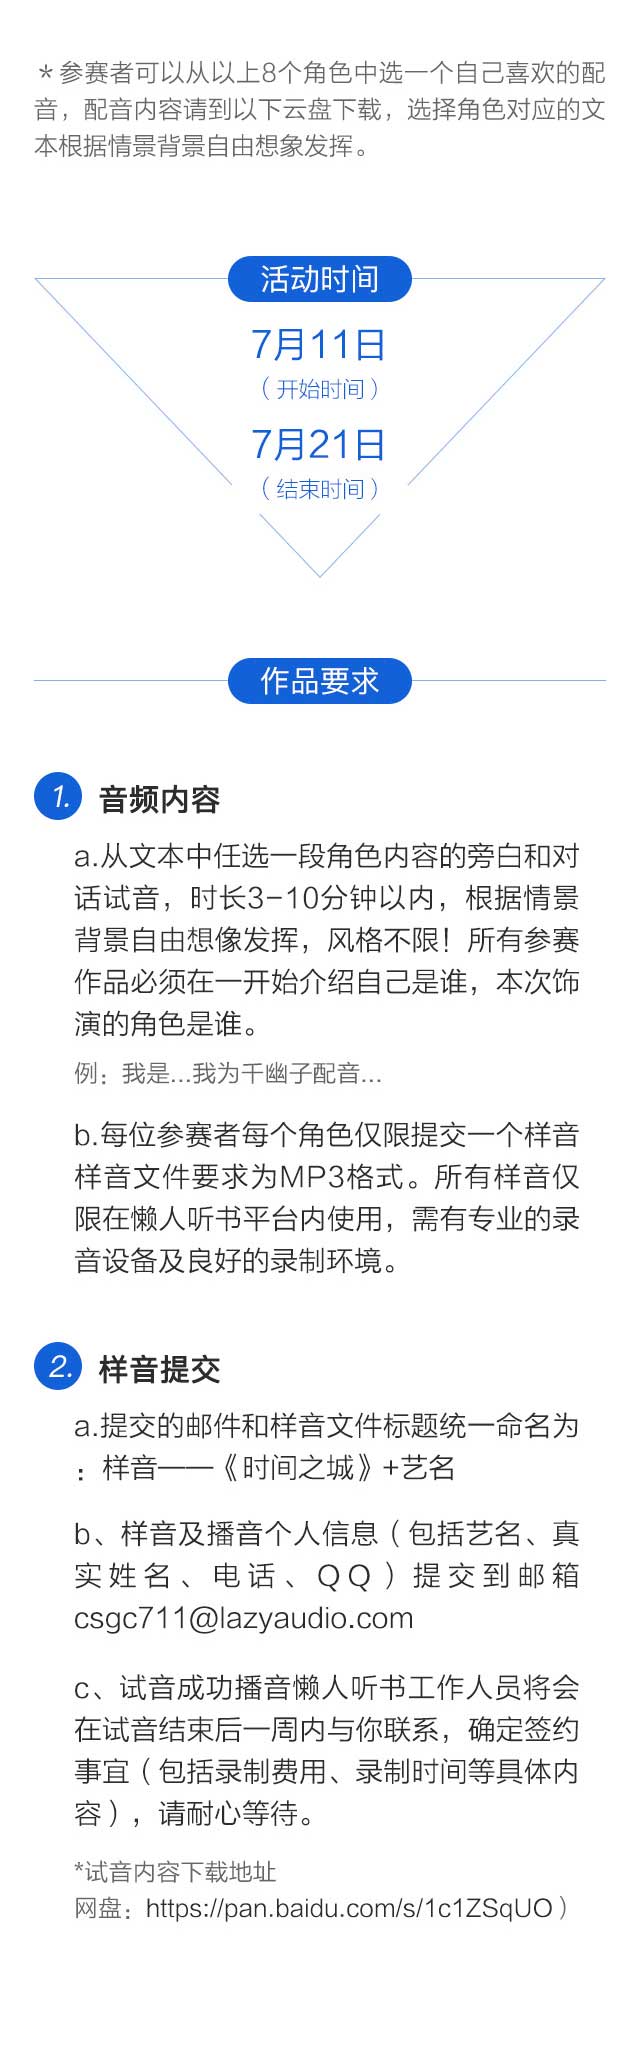 ＊参赛者可以从以上8个角色中选一个自己喜欢的配
音，配音内容请到以下云盘下载，选择角色对应的文
本根据情景背景自由想象发挥。
活动时间
7月11日
（开始时间）
7月21日
（结束时间）
作品要求
1. 音频内容
a.从文本中任选一段角色内容的旁白和对
话试音，时长3-10分钟以内，根据情景
背景自由想像发挥，风格不限！所有参赛
作品必须在一开始介绍自己是谁，本次饰
演的角色是谁。
例：我是...我为千幽子配音...
b.每位参赛者每个角色仅限提交一个样音
样音文件要求为MP3格式。所有样音仅
限在懒人听书平台内使用，需有专业的录
音设备及良好的录制环境。
2. 样音提交
a.提交的邮件和样音文件标题统一命名为
：样音——《时间之城》+艺名
b、样音及播音个人信息（包括艺名、真
实姓名、电话、QQ）提交到邮箱
csgc711@lazyaudio.com
c、试音成功播音懒人听书工作人员将会
在试音结束后一周内与你联系，确定签约
事宜（包括录制费用、录制时间等具体内
容），请耐心等待。
*试音内容下载地址
网盘：https://pan.baidu.com/s/1c1ZSqUO）